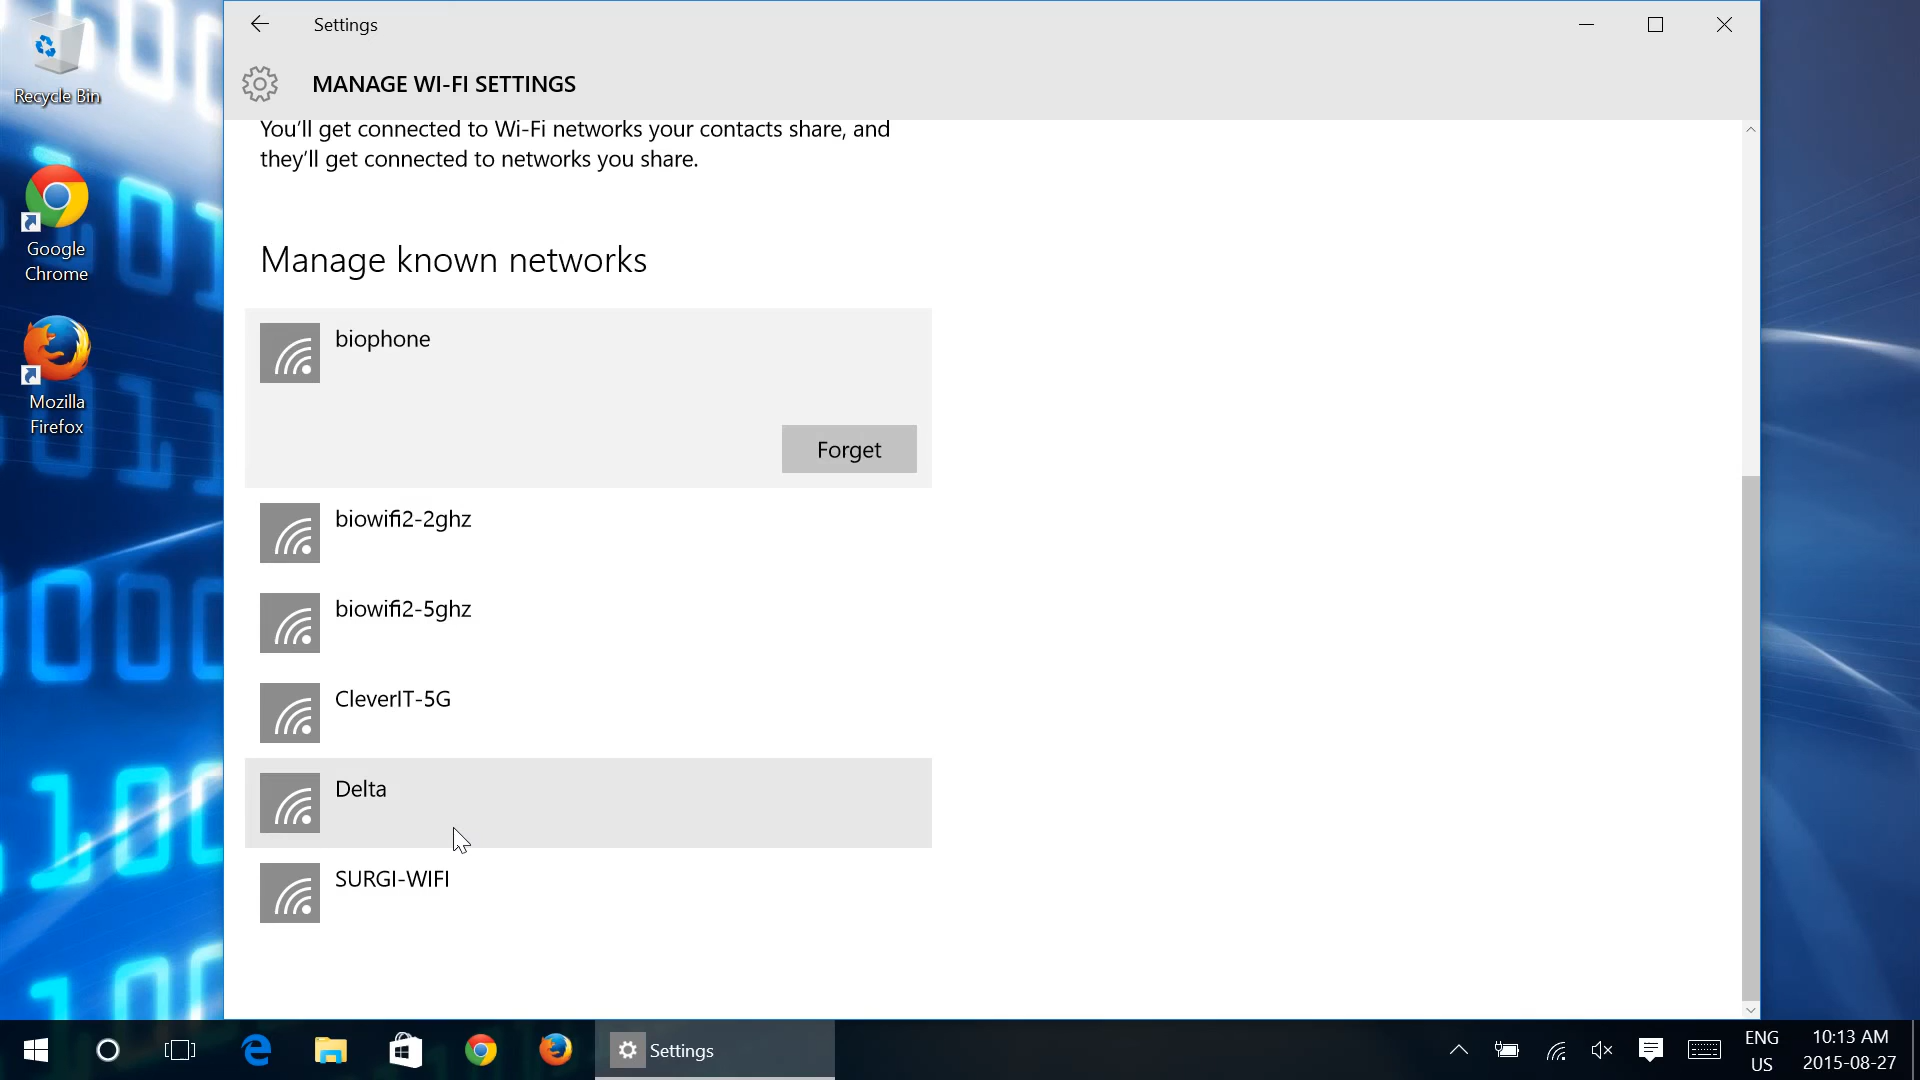 Recycle Bin
Google
Chrome
Mozilla
Firefox
Settings
MANAGE WI-FI SETTINGS
You'll get connected to Wi-Fi networks your contacts share, and
they'll get connected to networks you share.
Manage known networks
biophone
Forget
biowifi2-2ghz
biowifi2-5ghz
CleverIT-5G
Delta
SURGI-WIFI
Settings
ENG
US
10:13 AM
2015-08-27